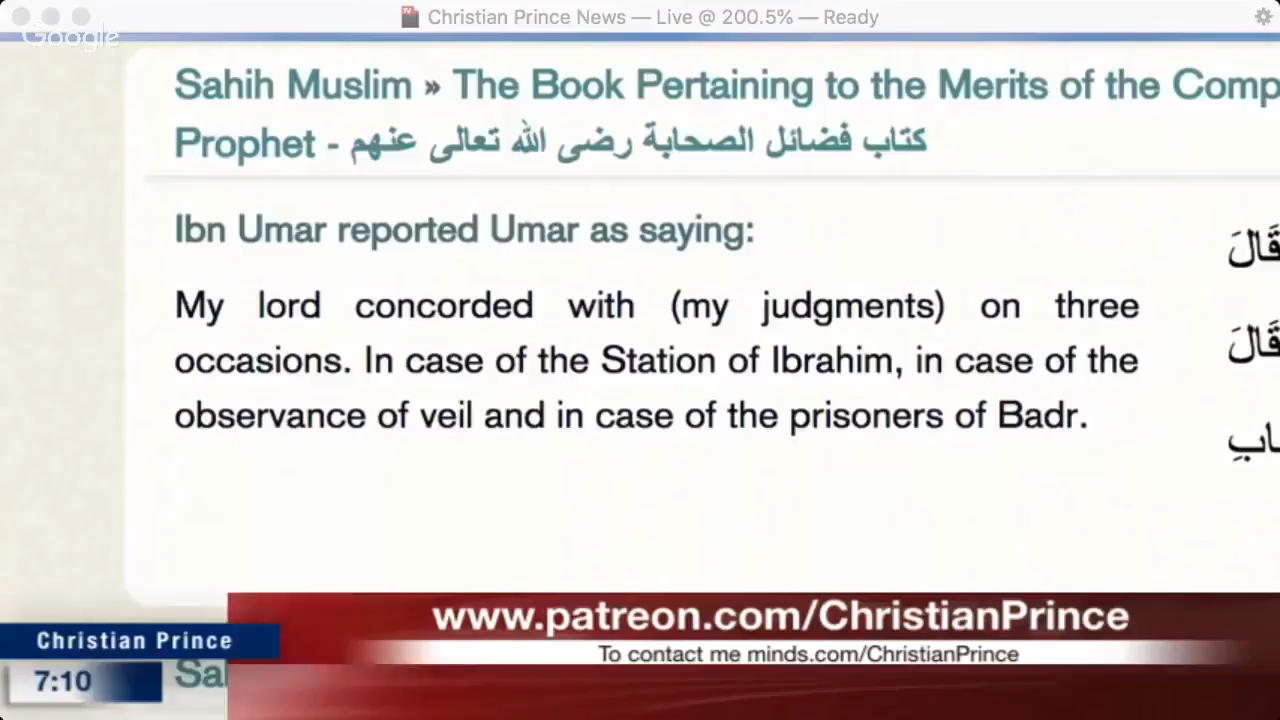 Christian Prince News — Live @ 200.5% — Ready
Google
Sahih Muslim » The Book Pertaining to the Merits of the Comp
Prophet - كتاب فضائل الصحابة رضى الله تعالى عنهم
Ibn Umar reported Umar as saying:
قَالَ
My lord concorded with (my judgments) on three
قَالَ
occasions. In case of the Station of Ibrahim, in case of the
observance of veil and in case of the prisoners of Badr.
www.patreon.com/ChristianPrince
Christian Prince
To contact me minds.com/ChristianPrince
7:10